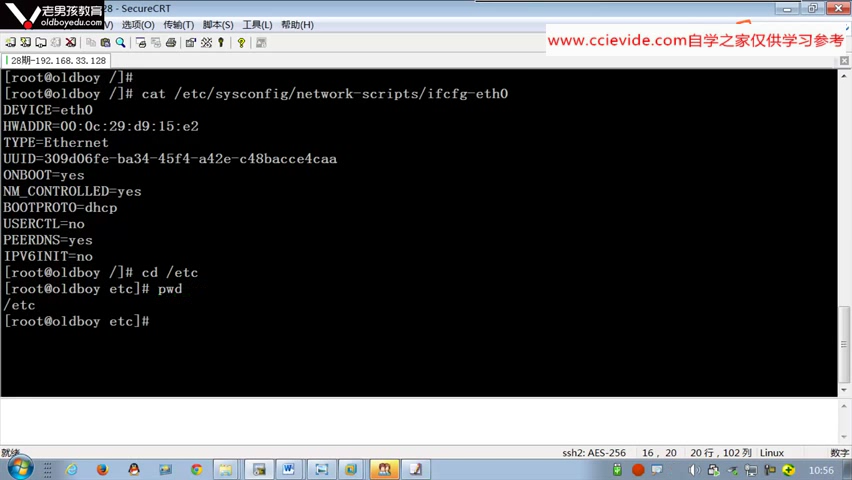 老男孩教育
oldboyedu.com
28 - SecureCRT
选项(O) 传输(T) 脚本(S) 工具(L) 帮助(H)
www.ccievide.com自学之家仅供学习参考
28期-192.168.33.128
[root@oldboy /]#
[root@oldboy /]# cat /etc/sysconfig/network-scripts/ifcfg-eth0
DEVICE=eth0
HWADDR=00:0c:29:d9:15:e2
TYPE=Ethernet
UUID=309d06fe-ba34-45f4-a42e-c48bacce4caa
ONBOOT=yes
NM_CONTROLLED=yes
BOOTPROTO=dhcp
USERCTL=no
PEERDNS=yes
IPV6INIT=no
[root@oldboy /]# cd /etc
[root@oldboy etc]# pwd
/etc
[root@oldboy etc]#
就绪 ssh2: AES-256 16, 20 20 行, 102 列 Linux 数字
10:56